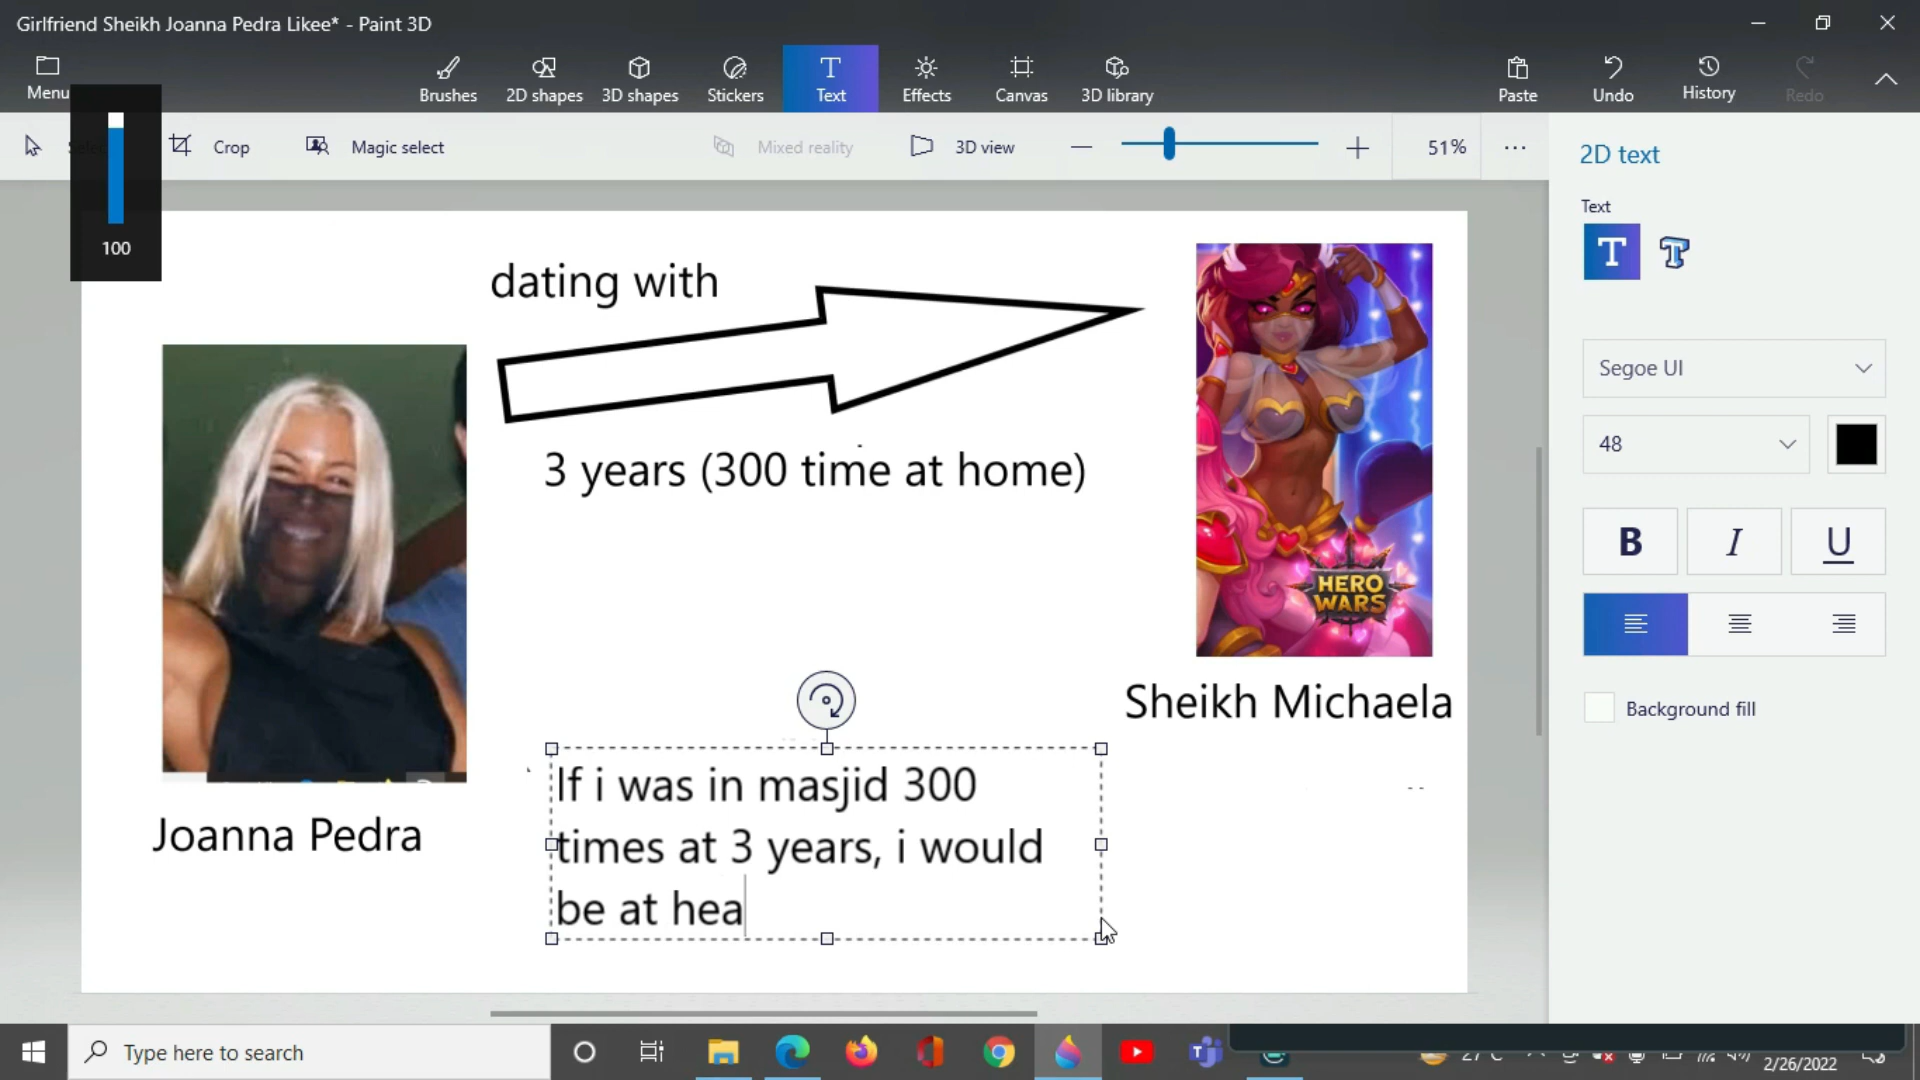 Girlfriend Sheikh Joanna Pedra Likee* - Paint 3D
Menu
Brushes
2D shapes
3D shapes
Stickers
Text
Effects
Canvas
3D library
Paste
Undo
History
Redo
Crop
Magic select
Mixed reality
3D view
51%
100
2D text
Text
Segoe UI
48
B
I
U
Background fill
dating with
3 years (300 time at home)
HERO
WARS
Sheikh Michaela
Joanna Pedra
If i was in masjid 300
times at 3 years, i would
be at hea
Type here to search
27°C
2/26/2022